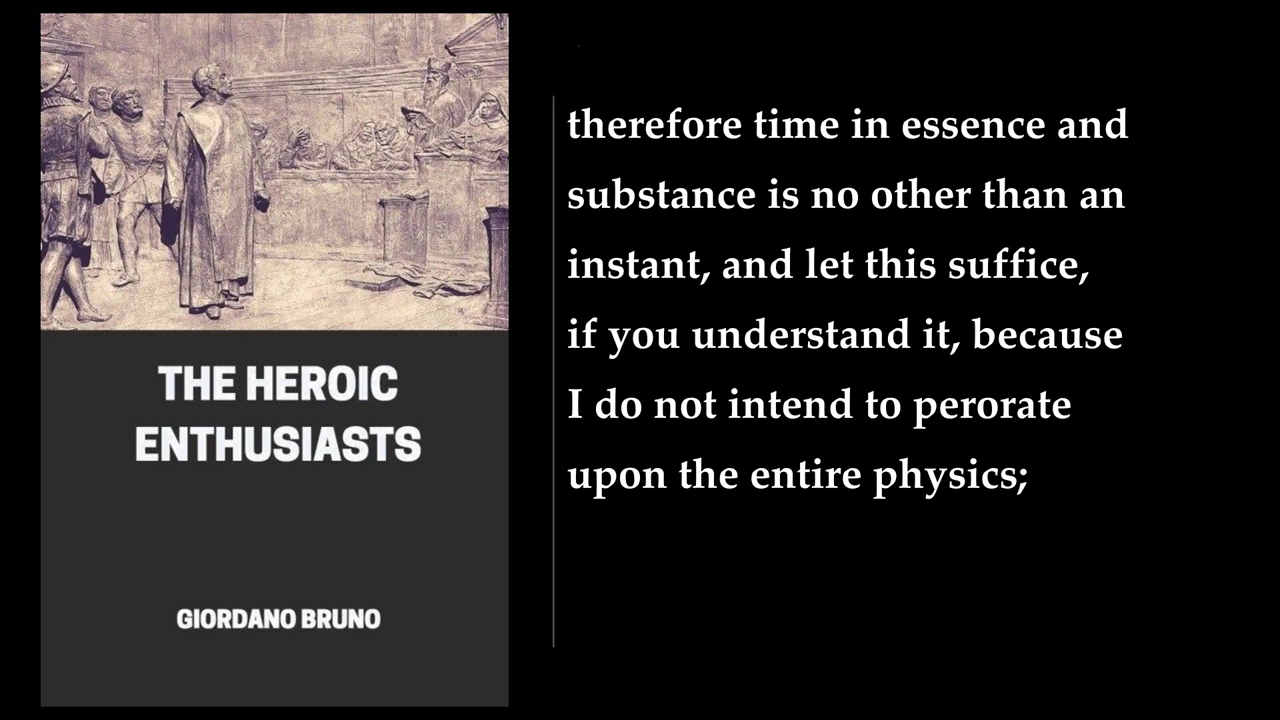 THE HEROIC
ENTHUSIASTS
GIORDANO BRUNO
therefore time in essence and
substance is no other than an
instant, and let this suffice,
if you understand it, because
I do not intend to perorate
upon the entire physics;